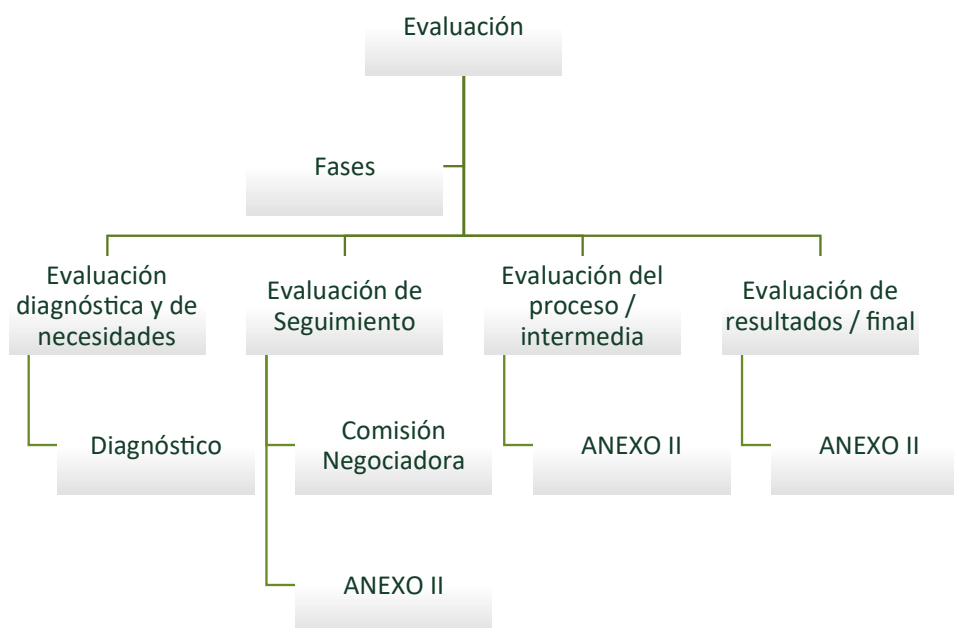 Evaluación
Fases
Evaluación
diagnóstica y de
necesidades
Evaluación de
Seguimiento
Evaluación del
proceso /
intermedia
Evaluación de
resultados / final
Diagnóstico
Comisión
Negociadora
ANEXO II
ANEXO II
ANEXO II